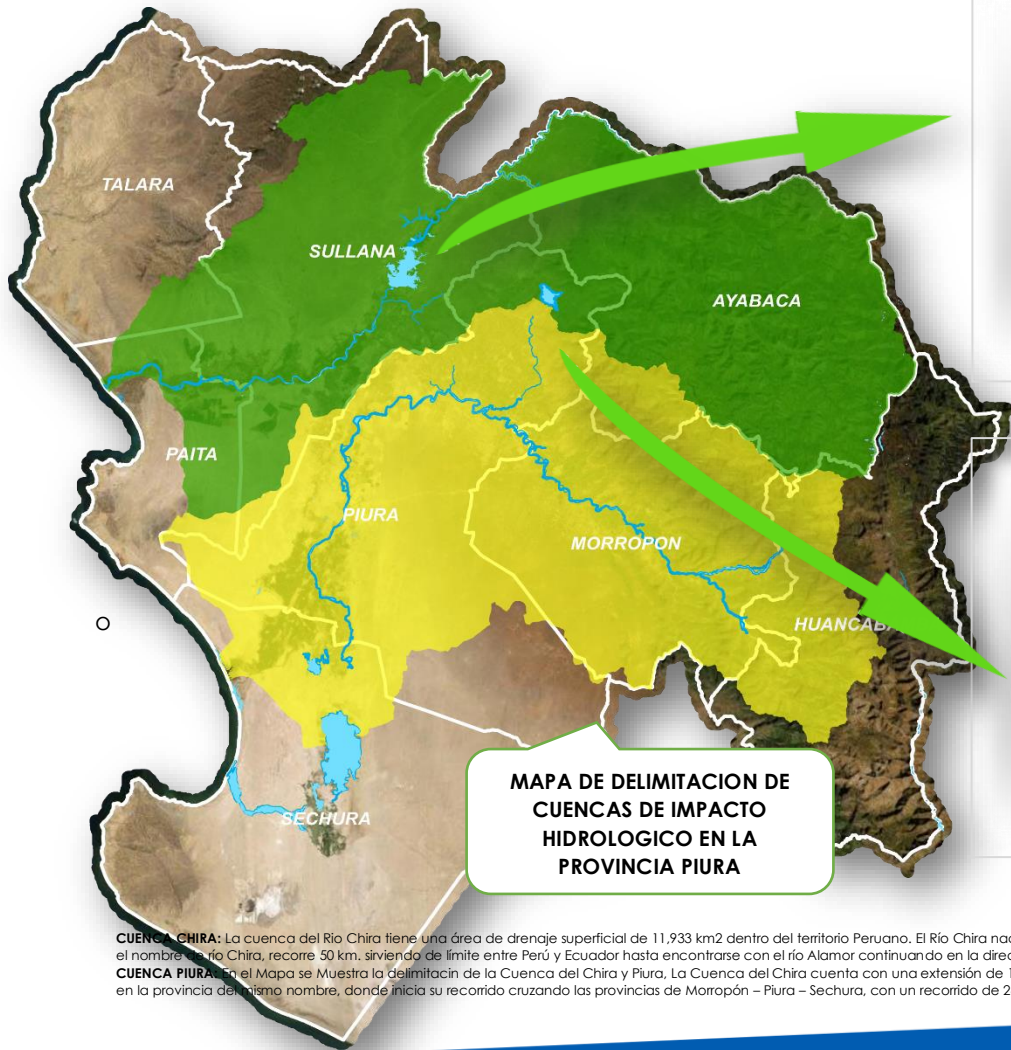 TALARA
SULLANA
AYABACA
PAITA
PIURA
MORROPON
HUANCABA
SECHURA
MAPA DE DELIMITACION DE
CUENCAS DE IMPACTO
HIDROLOGICO EN LA
PROVINCIA PIURA
CUENCA CHIRA: La cuenca del Rio Chira tiene una área de drenaje superficial de 11,933 km2 dentro del territorio Peruano. El Río Chira nac
el nombre de río Chira, recorre 50 km. sirviendo de límite entre Perú y Ecuador hasta encontrarse con el río Alamor continuando en la direc
CUENCA PIURA: En el Mapa se Muestra la delimitacin de la Cuenca del Chira y Piura, La Cuenca del Chira cuenta con una extensión de 1
en la provincia del mismo nombre, donde inicia su recorrido cruzando las provincias de Morropón – Piura – Sechura, con un recorrido de 2